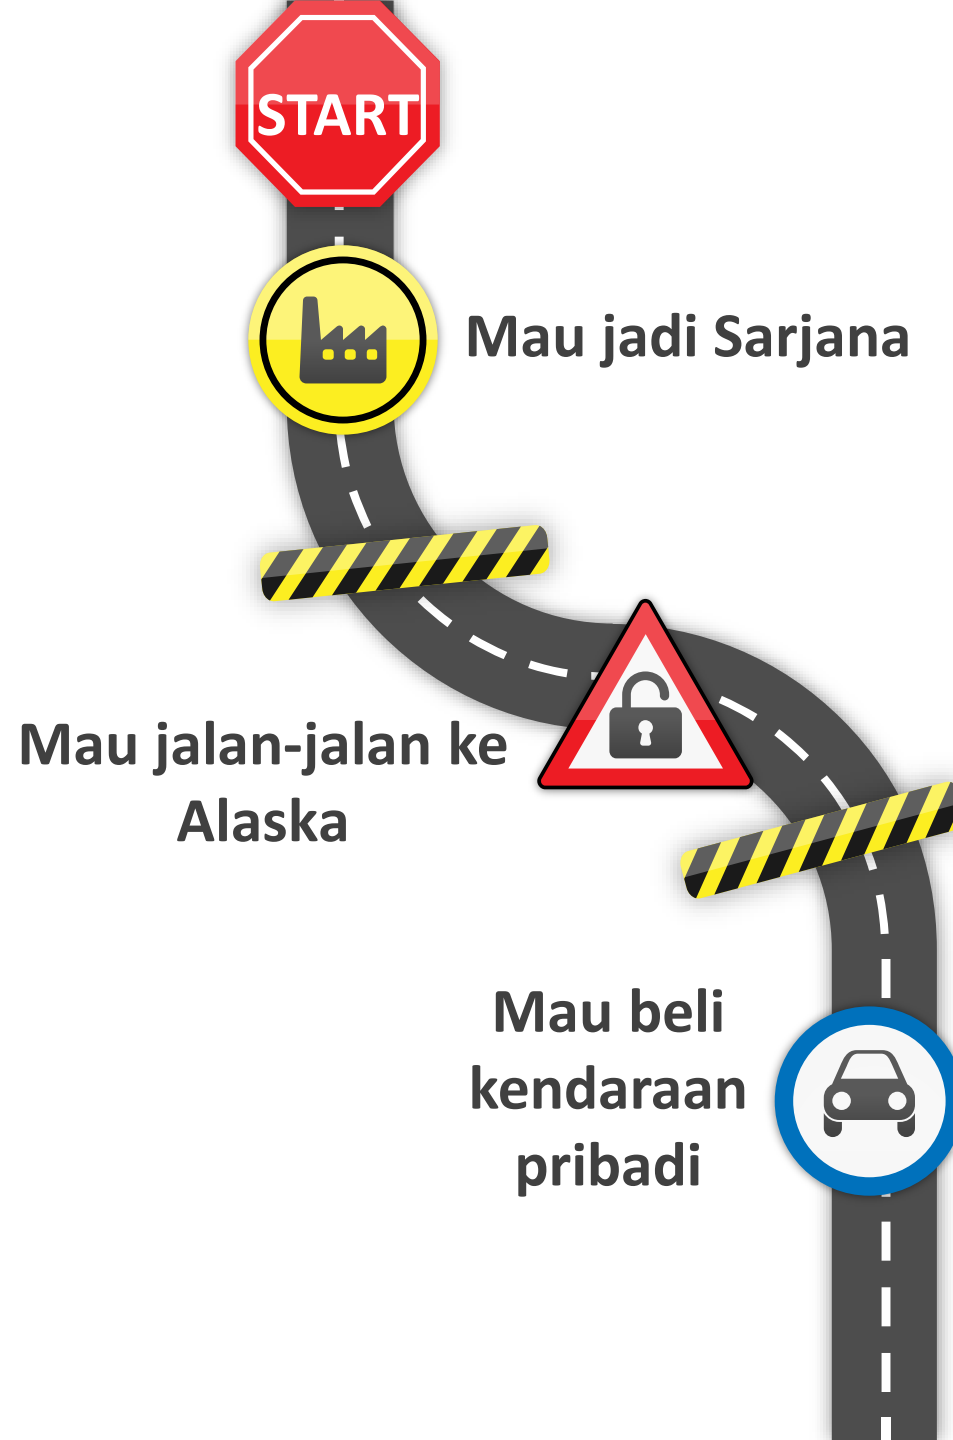 START
Mau jadi Sarjana
Mau jalan-jalan ke
Alaska
Mau beli
kendaraan
pribadi